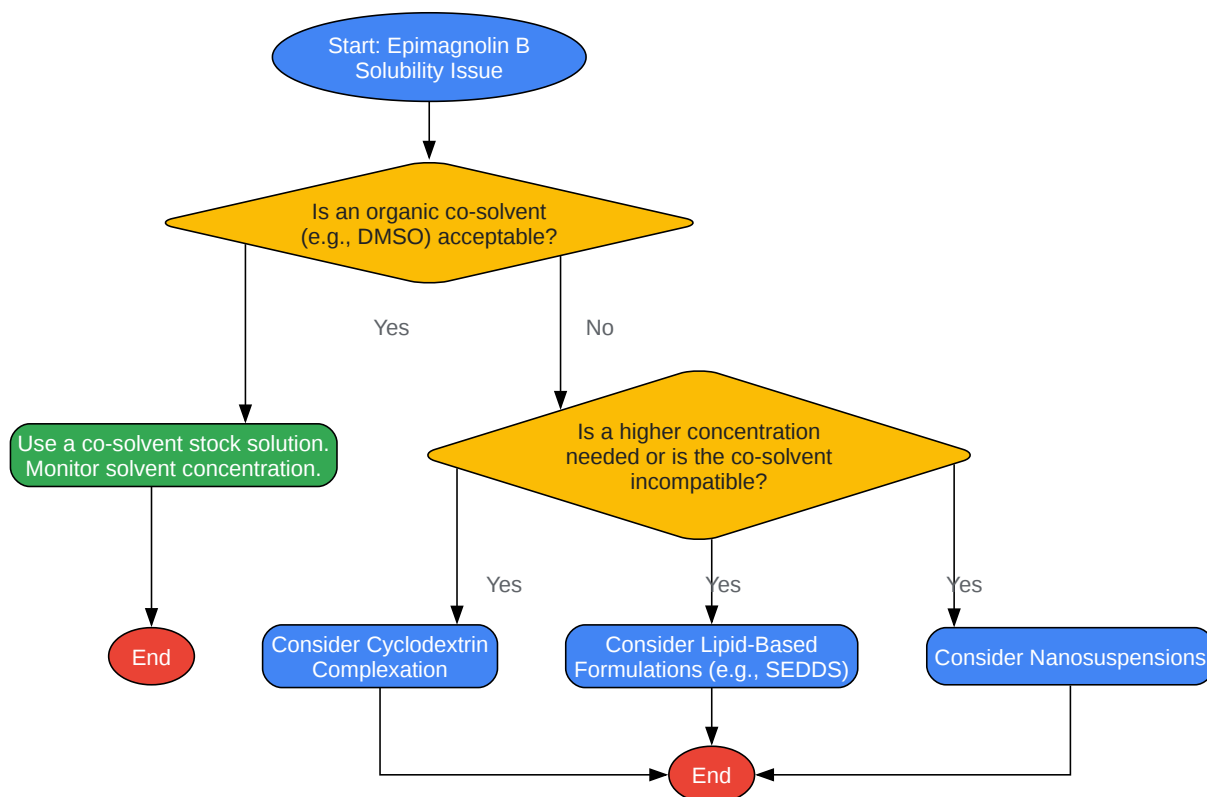 Start: Epimagnolin B
Solubility Issue
Is an organic co-solvent
(e.g., DMSO) acceptable?
Yes
No
Use a co-solvent stock solution.
Monitor solvent concentration.
Is a higher concentration
needed or is the co-solvent
incompatible?
Yes
Yes
Yes
End
Consider Cyclodextrin
Complexation
Consider Lipid-Based
Formulations (e.g., SEDDS)
Consider Nanosuspensions
End